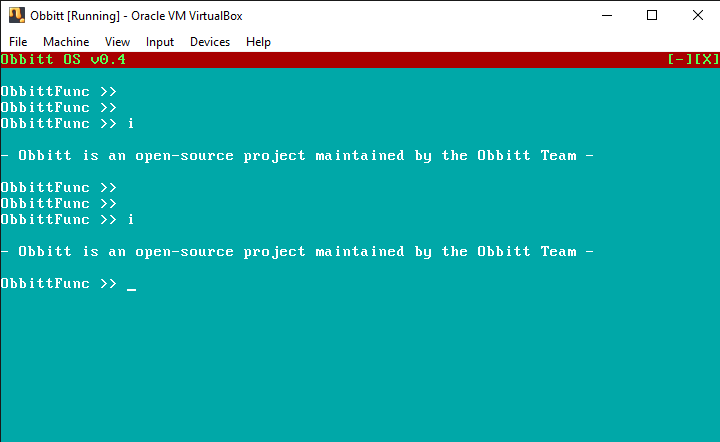 Obbitt [Running] - Oracle VM VirtualBox
File Machine View Input Devices Help
Obbitt OS v0.4 [-][X]
ObbittFunc >>
ObbittFunc >>
ObbittFunc >> i
- Obbitt is an open-source project maintained by the Obbitt Team -
ObbittFunc >>
ObbittFunc >>
ObbittFunc >> i
- Obbitt is an open-source project maintained by the Obbitt Team -
ObbittFunc >> _